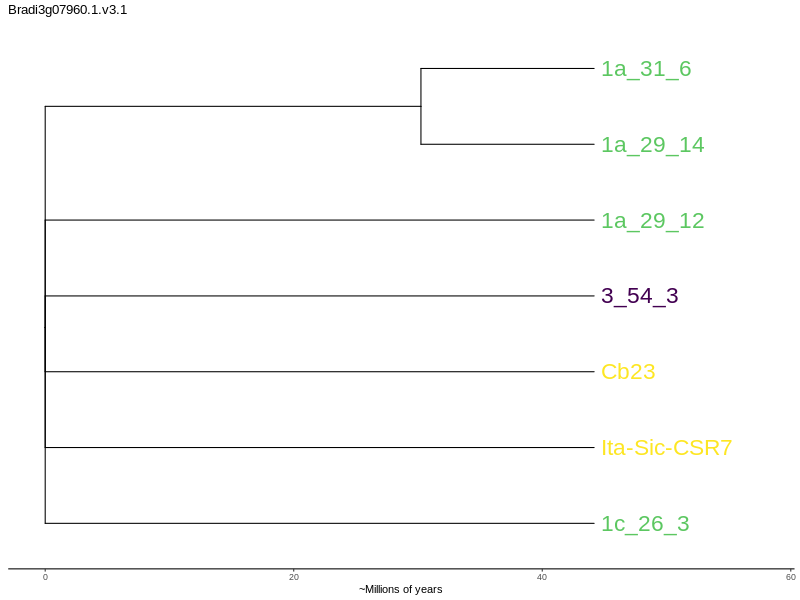 Bradi3g07960.1.v3.1
1a_31_6
1a_29_14
1a_29_12
3_54_3
Cb23
Ita-Sic-CSR7
1c_26_3
0 20 40 60
~Millions of years